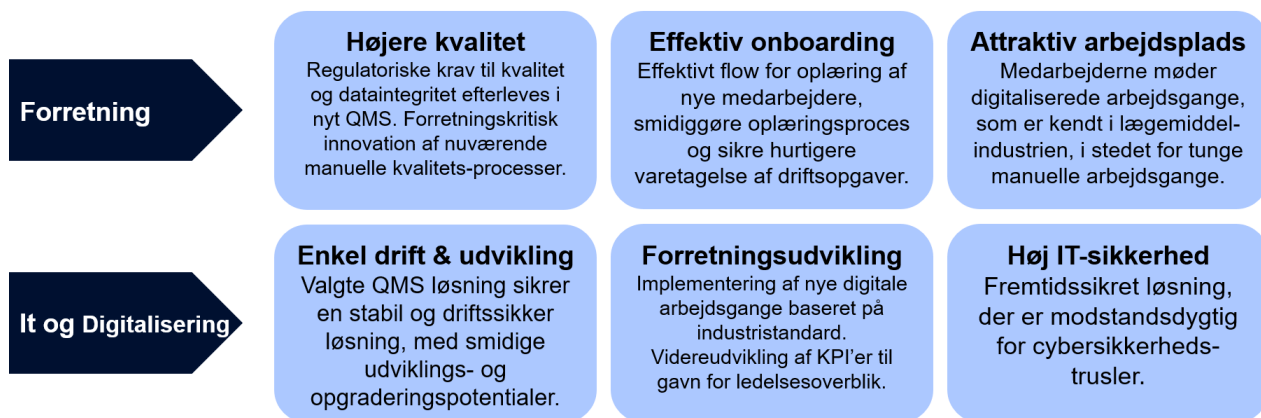 Forretning
Højere kvalitet
Regulatoriske krav til kvalitet
og dataintegritet efterleves i
nyt QMS. Forretningskritisk
innovation af nuværende
manuelle kvalitets-processer.
Effektiv onboarding
Effektivt flow for oplæring af
nye medarbejdere,
smidiggøre oplæringsproces
og sikre hurtigere
varetagelse af driftsopgaver.
Attraktiv arbejdsplads
Medarbejderne møder
digitaliserede arbejdsgange,
som er kendt i lægemiddel-
industrien, i stedet for tunge
manuelle arbejdsgange.
It og Digitalisering
Enkel drift & udvikling
Valgte QMS løsning sikrer
en stabil og driftssikker
løsning, med smidige
udviklings- og
opgraderingspotentialer.
Forretningsudvikling
Implementering af nye digitale
arbejdsgange baseret på
industristandard.
Videreudvikling af KPI'er til
gavn for ledelsesoverblik.
Høj IT-sikkerhed
Fremtidssikret løsning,
der er modstandsdygtig
for cybersikkerheds-
trusler.